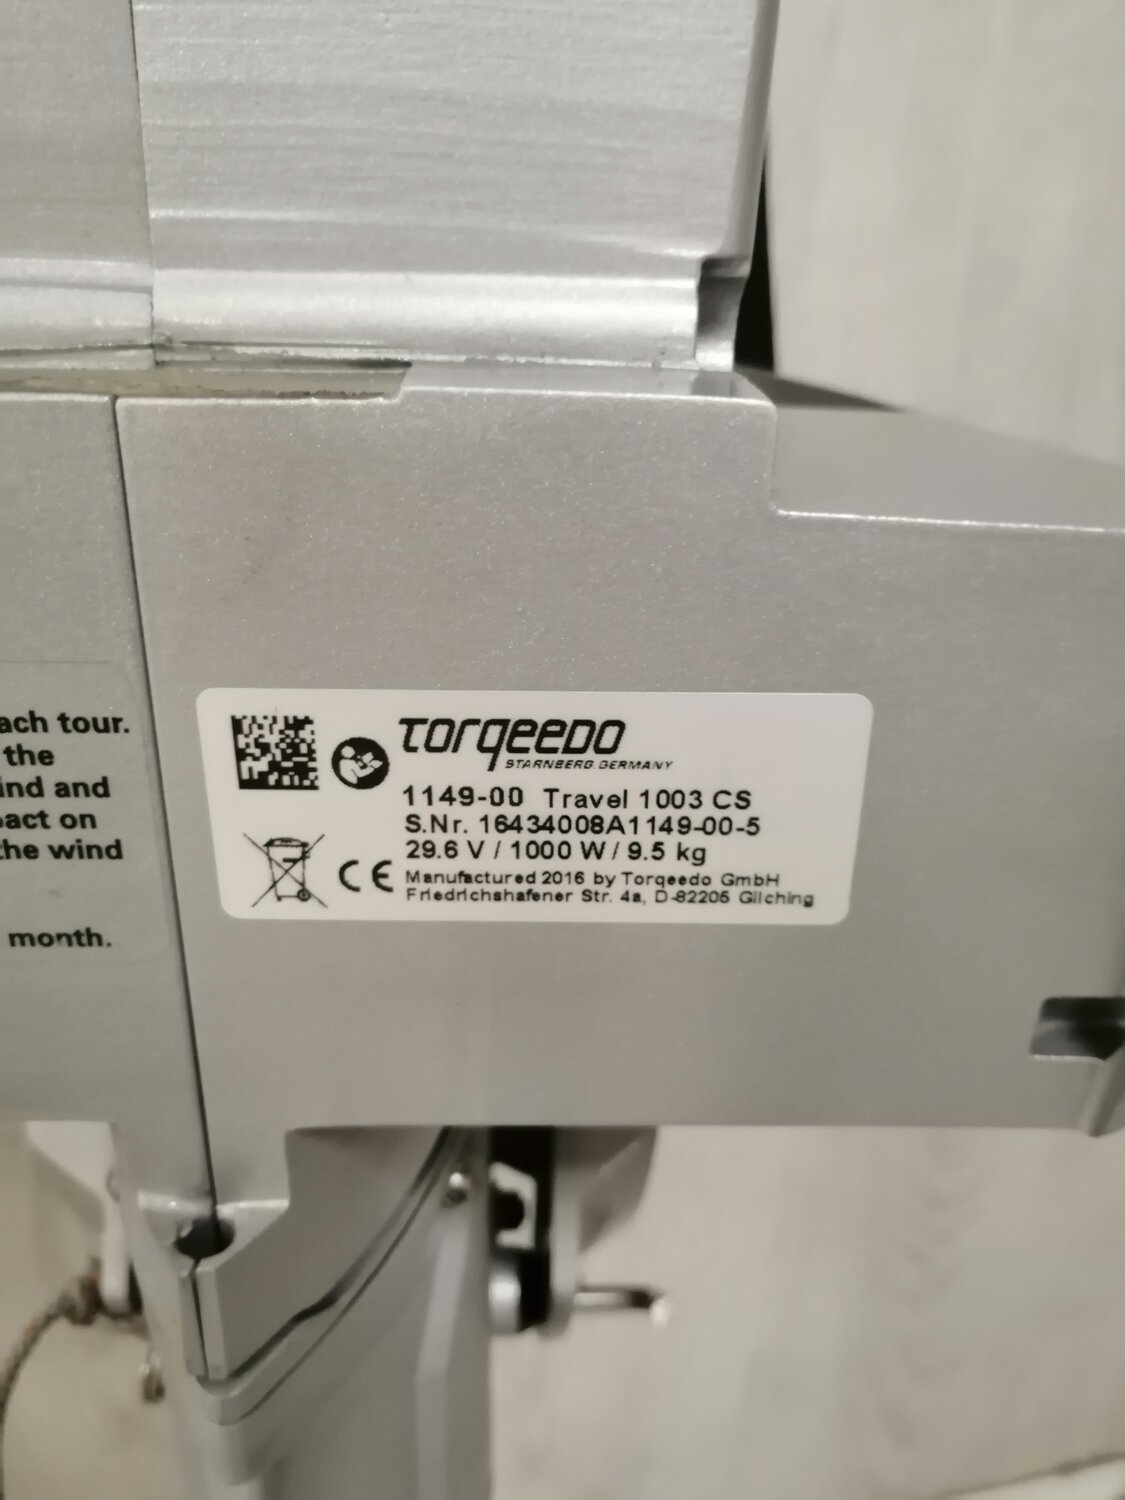 ach tour.
the
ind and
pact on
the wind
month.
TORQEEDO
STARNBERG GERMANY
1149-00 Travel 1003 CS
S.Nr. 16434008A1149-00-5
29.6 V / 1000 W / 9.5 kg
CE
Manufactured 2016 by Torqeedo GmbH
Friedrichshafener Str. 4a, D-82205 Gilching